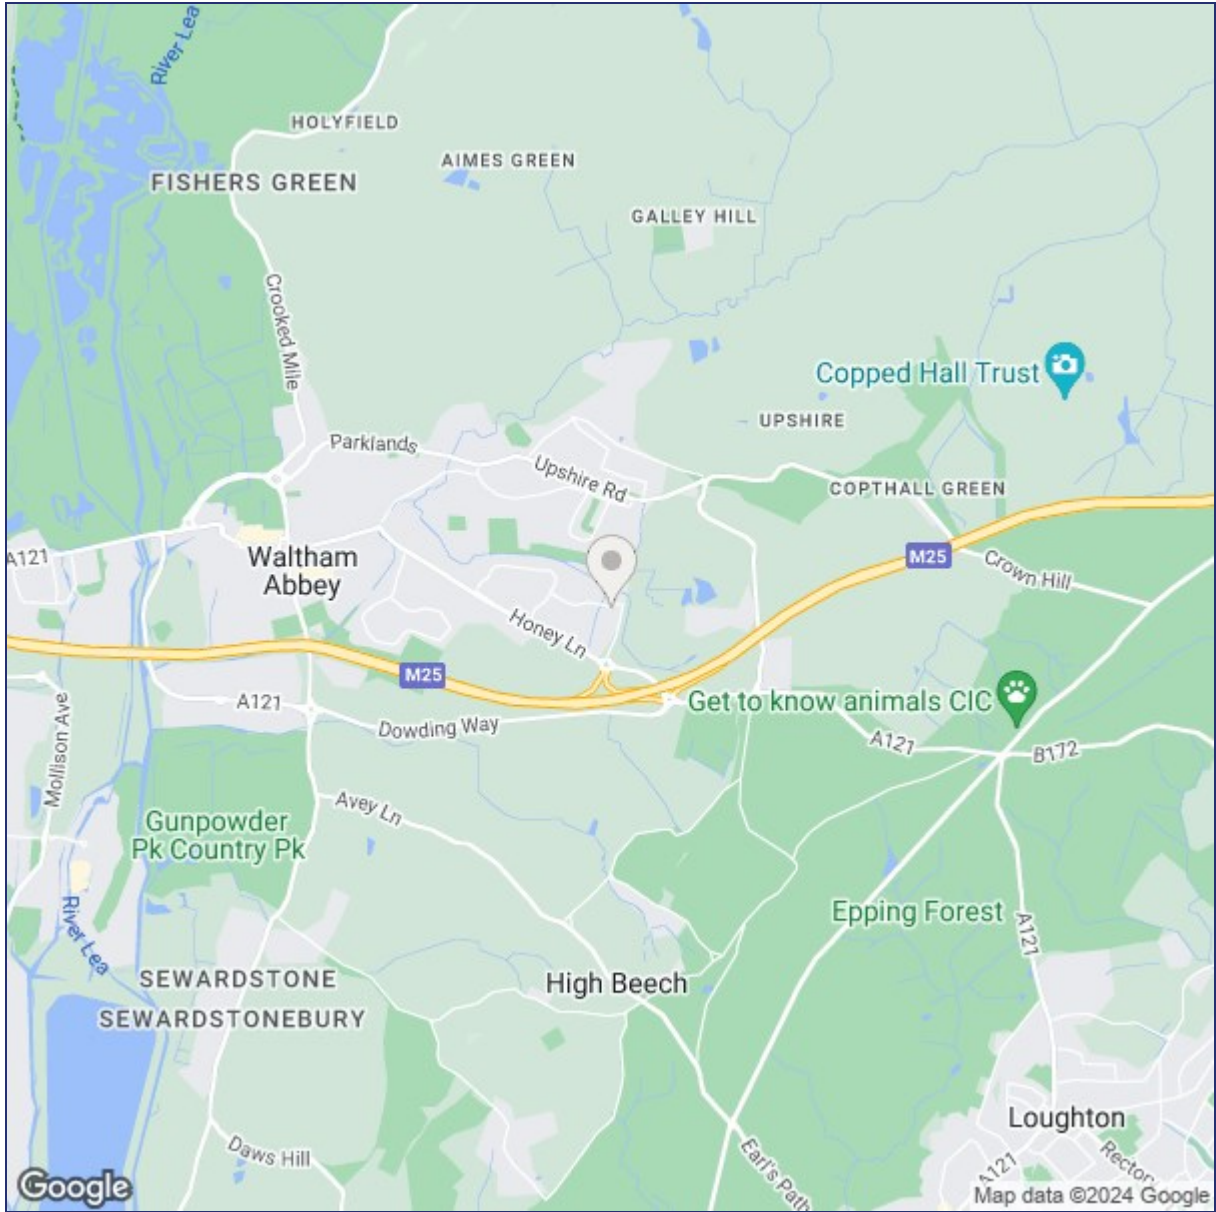 River Lea
HOLYFIELD
AIMES GREEN
FISHERS GREEN
GALLEY HILL
Crooked Mile
Copped Hall Trust
UPSHIRE
Parklands
Upshire Rd
COPTHALL GREEN
A121
Waltham
Abbey
M25
Crown Hill
Honey Ln
M25
A121
Get to know animals CIC
Mollison Ave
Dowding Way
A121
B172
Avey Ln
Gunpowder
Pk Country Pk
River Lea
Epping Forest
A121
SEWARDSTONE
High Beech
SEWARDSTONEBURY
Loughton
Daws Hill
Earl's Path
A121
Google
Map data ©2024 Google